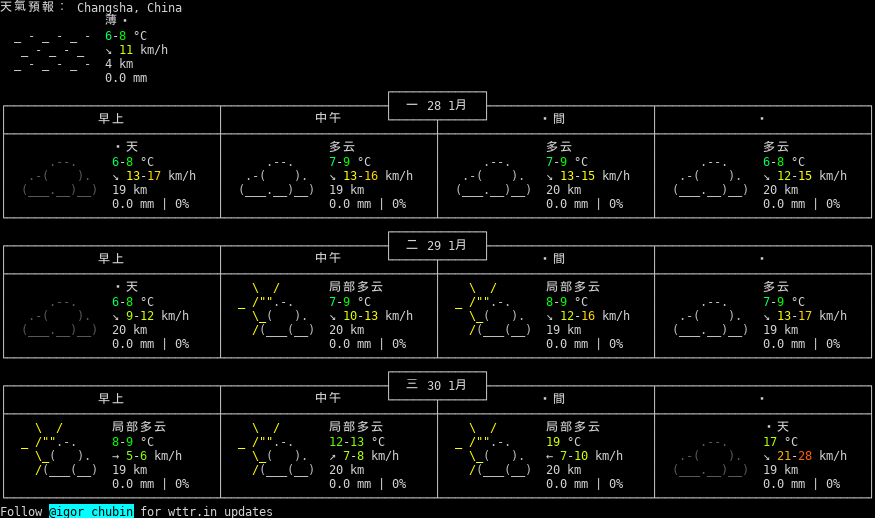 天氣預報： Changsha, China
薄・
6-8 °C
↘ 11 km/h
4 km
0.0 mm
一 28 1月
早上 中午 ・間 ・
・天 多云 多云 多云
6-8 °C 7-9 °C 7-9 °C 6-8 °C
↘ 13-17 km/h ↘ 13-16 km/h ↘ 13-15 km/h ↘ 12-15 km/h
19 km 19 km 20 km 20 km
0.0 mm | 0% 0.0 mm | 0% 0.0 mm | 0% 0.0 mm | 0%
二 29 1月
早上 中午 ・間 ・
・天 局部多云 局部多云 多云
6-8 °C 7-9 °C 8-9 °C 7-9 °C
↘ 9-12 km/h ↘ 10-13 km/h ↘ 12-16 km/h ↘ 13-17 km/h
20 km 20 km 19 km 19 km
0.0 mm | 0% 0.0 mm | 0% 0.0 mm | 0% 0.0 mm | 0%
三 30 1月
早上 中午 ・間 ・
局部多云 局部多云 局部多云 ・天
8-9 °C 12-13 °C 19 °C 17 °C
→ 5-6 km/h ↗ 7-8 km/h ← 7-10 km/h ↘ 21-28 km/h
19 km 20 km 20 km 19 km
0.0 mm | 0% 0.0 mm | 0% 0.0 mm | 0% 0.0 mm | 0%
Follow @igor_chubin for wttr.in updates